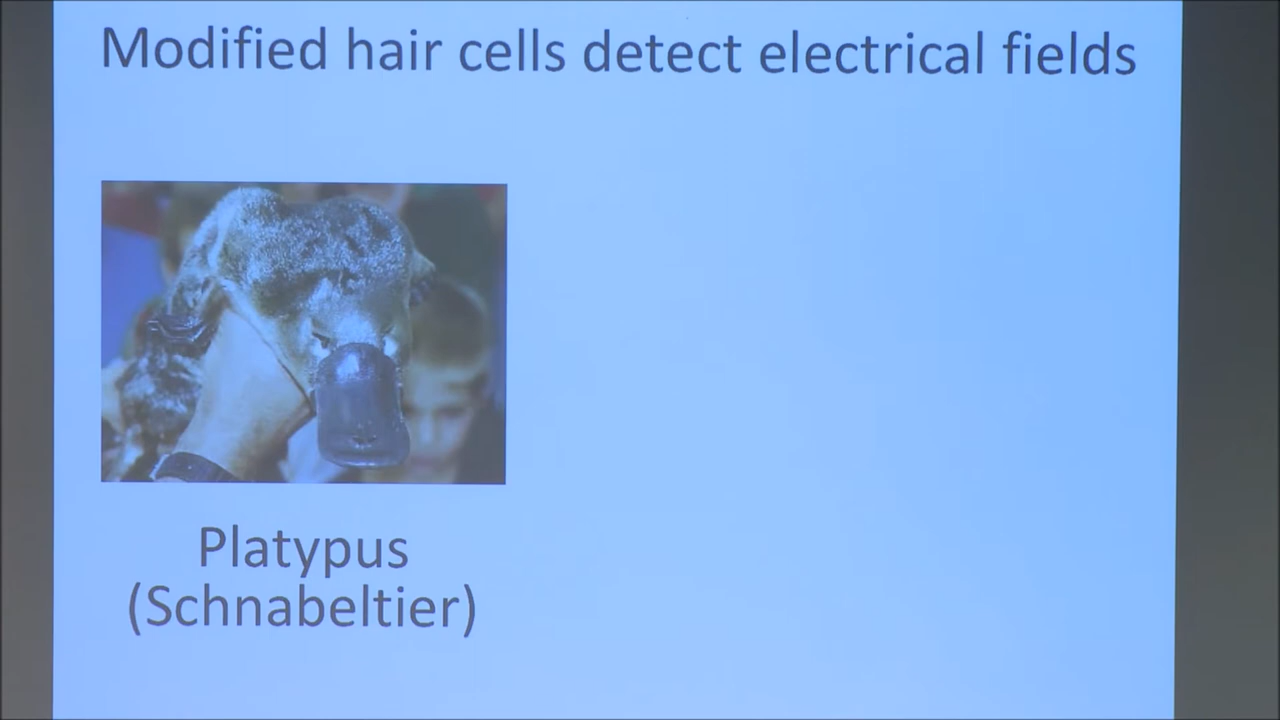 Modified hair cells detect electrical fields
Platypus
(Schnabeltier)